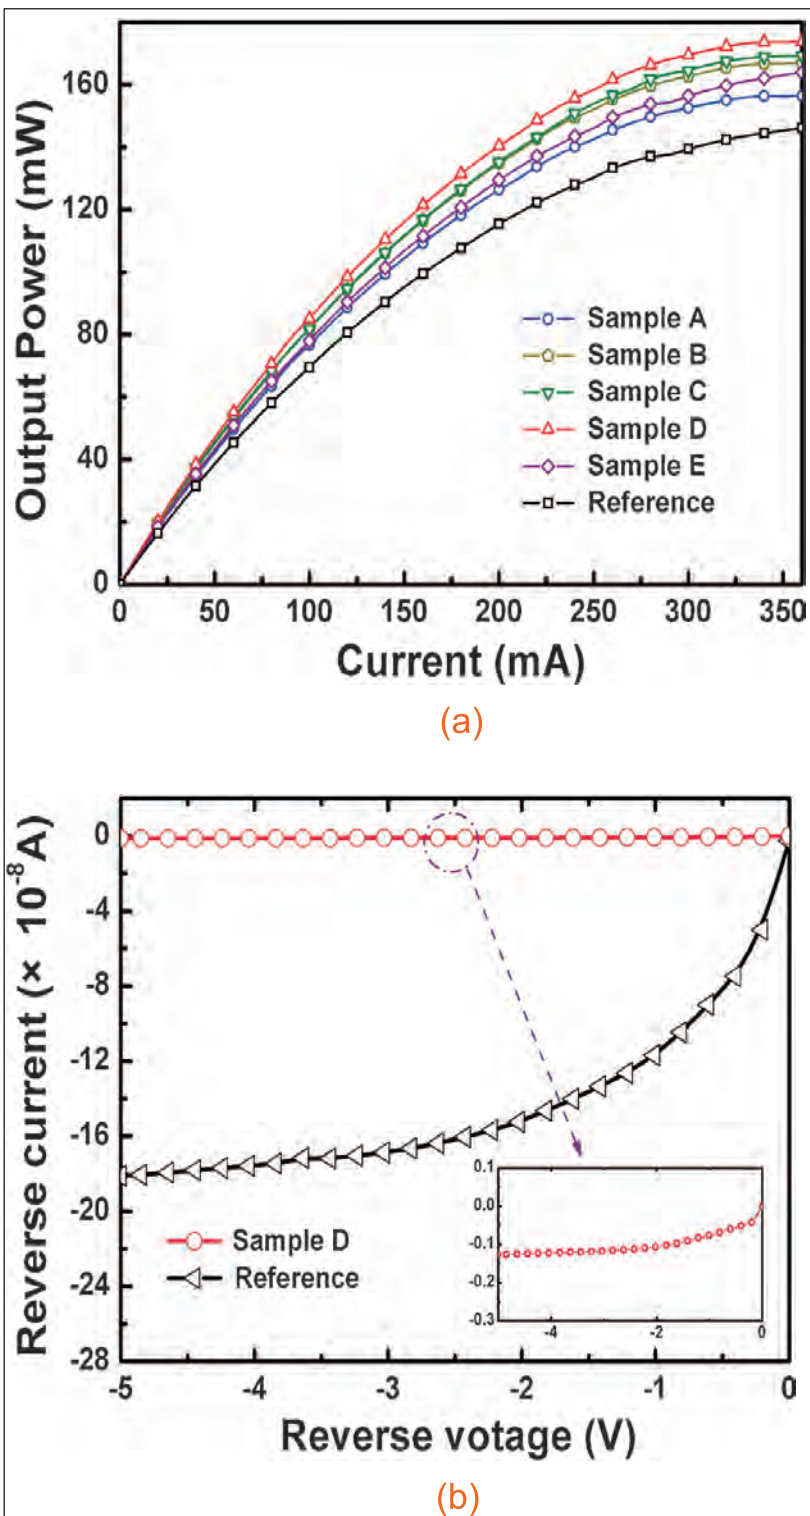 Output Power (mW)
160
120
80
40
0
Sample A
Sample B
Sample C
Sample D
Sample E
Reference
0 50 100 150 200 250 300 350
Current (mA)
(a)
Reverse current (× 10⁻⁸ A)
0
-4
-8
-12
-16
-20
-24
-28
Sample D
Reference
0.1
0.0
-0.1
-0.2
-0.3
-4 -2 0
-5 -4 -3 -2 -1 0
Reverse votage (V)
(b)